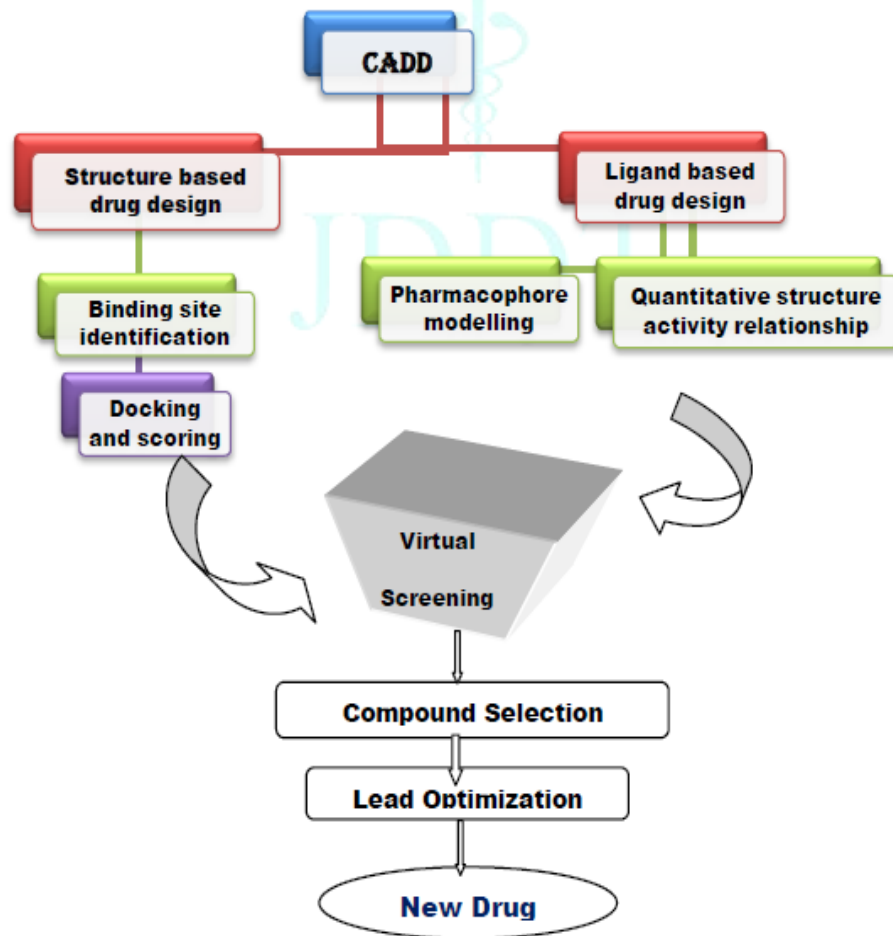 CADD
Structure based
drug design
Ligand based
drug design
Binding site
identification
Pharmacophore
modelling
Quantitative structure
activity relationship
Docking
and scoring
Virtual
Screening
Compound Selection
Lead Optimization
New Drug